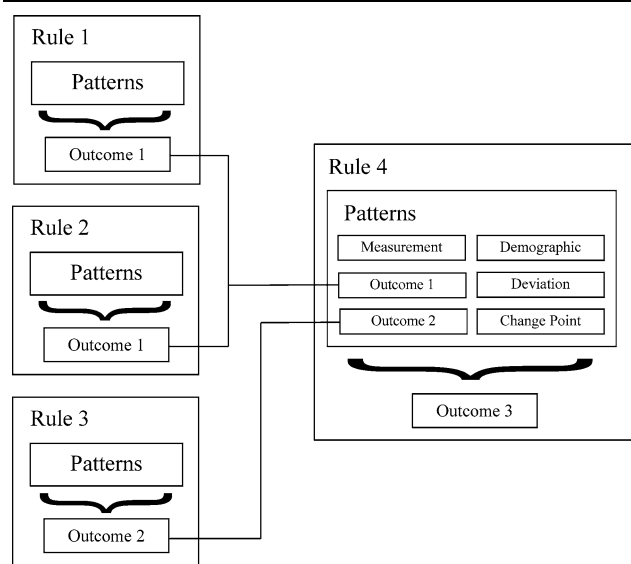 Rule 1
Patterns
Outcome 1
Rule 2
Patterns
Outcome 1
Rule 3
Patterns
Outcome 2
Rule 4
Patterns
Measurement Demographic
Outcome 1 Deviation
Outcome 2 Change Point
Outcome 3